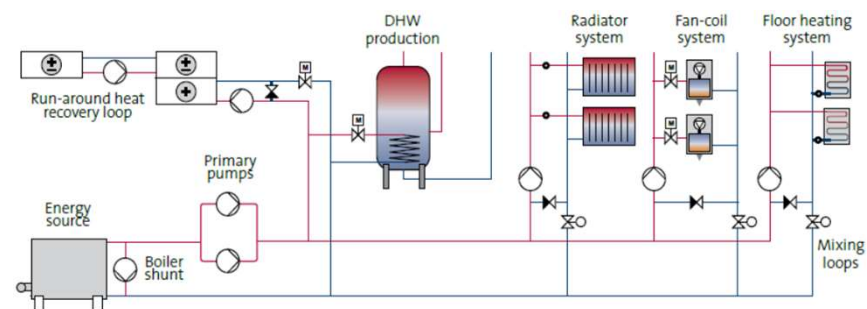 DHW
production
Radiator
system
Fan-coil
system
Floor heating
system
Run-around heat
recovery loop
M
M
M
M
Primary
pumps
Energy
source
Boiler
shunt
Mixing
loops